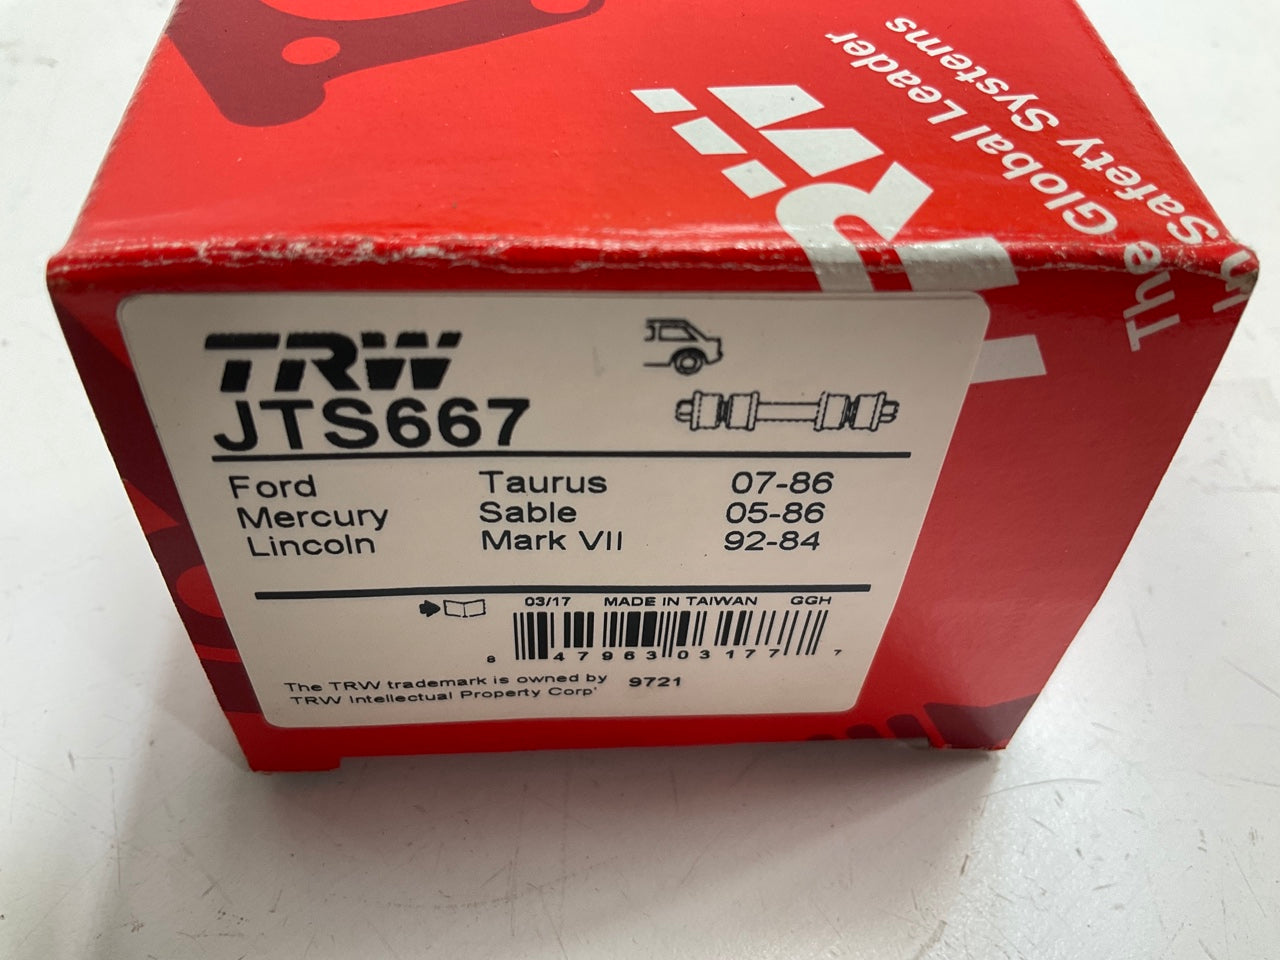 The Global Leader
in Safety Systems
TRW
TRW
JTS667
Ford Taurus 07-86
Mercury Sable 05-86
Lincoln Mark VII 92-84
03/17 MADE IN TAIWAN GGH
8 47963 03177 7
The TRW trademark is owned by 9721
TRW Intellectual Property Corp'